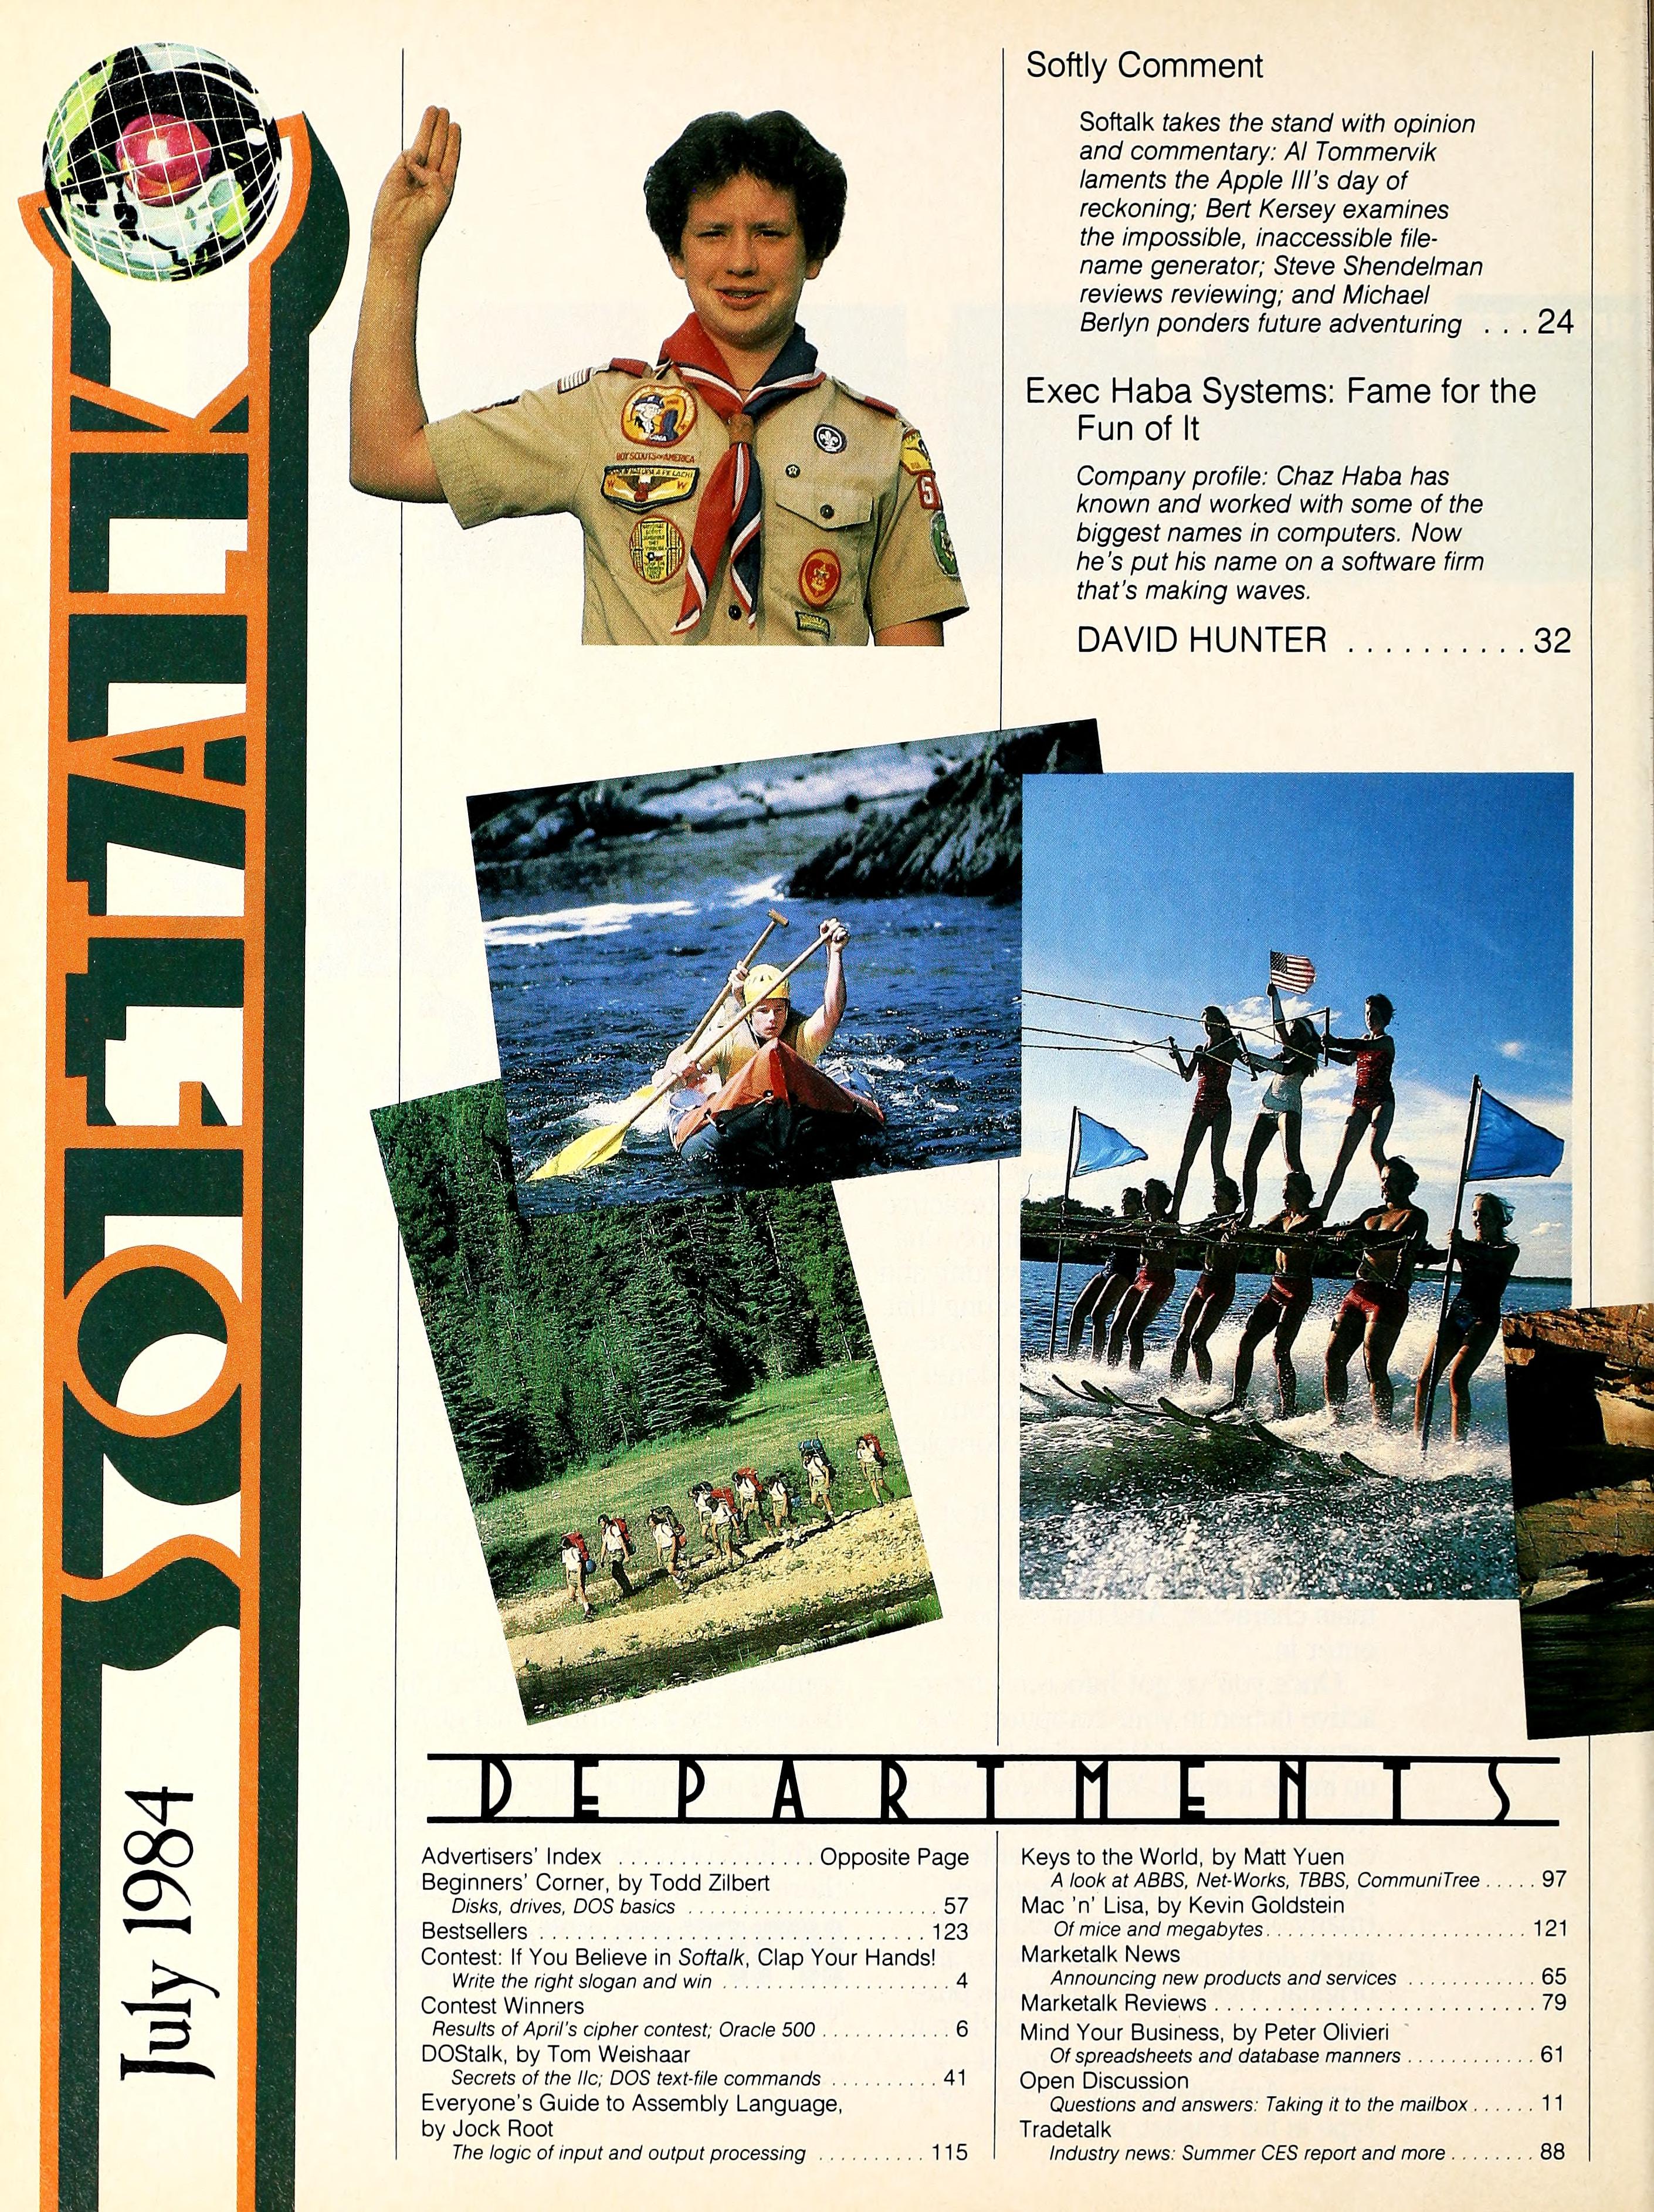 SOFTALK
July 1984
Softly Comment
Softalk takes the stand with opinion
and commentary: Al Tommervik
laments the Apple III's day of
reckoning; Bert Kersey examines
the impossible, inaccessible file-
name generator; Steve Shendelman
reviews reviewing; and Michael
Berlyn ponders future adventuring ... 24
Exec Haba Systems: Fame for the
Fun of It
Company profile: Chaz Haba has
known and worked with some of the
biggest names in computers. Now
he's put his name on a software firm
that's making waves.
DAVID HUNTER .......... 32
BOY SCOUTS OF AMERICA
W W
5
DEPARTMENTS
Advertisers' Index ................ Opposite Page
Beginners' Corner, by Todd Zilbert
Disks, drives, DOS basics ........................ 57
Bestsellers ................................. 123
Contest: If You Believe in Softalk, Clap Your Hands!
Write the right slogan and win ...................... 4
Contest Winners
Results of April's cipher contest; Oracle 500 ............ 6
DOStalk, by Tom Weishaar
Secrets of the IIc; DOS text-file commands .......... 41
Everyone's Guide to Assembly Language,
by Jock Root
The logic of input and output processing .......... 115
Keys to the World, by Matt Yuen
A look at ABBS, Net-Works, TBBS, CommuniTree ..... 97
Mac 'n' Lisa, by Kevin Goldstein
Of mice and megabytes.......................... 121
Marketalk News
Announcing new products and services ............ 65
Marketalk Reviews ........................... 79
Mind Your Business, by Peter Olivieri
Of spreadsheets and database manners ............ 61
Open Discussion
Questions and answers: Taking it to the mailbox ...... 11
Tradetalk
Industry news: Summer CES report and more ........ 88